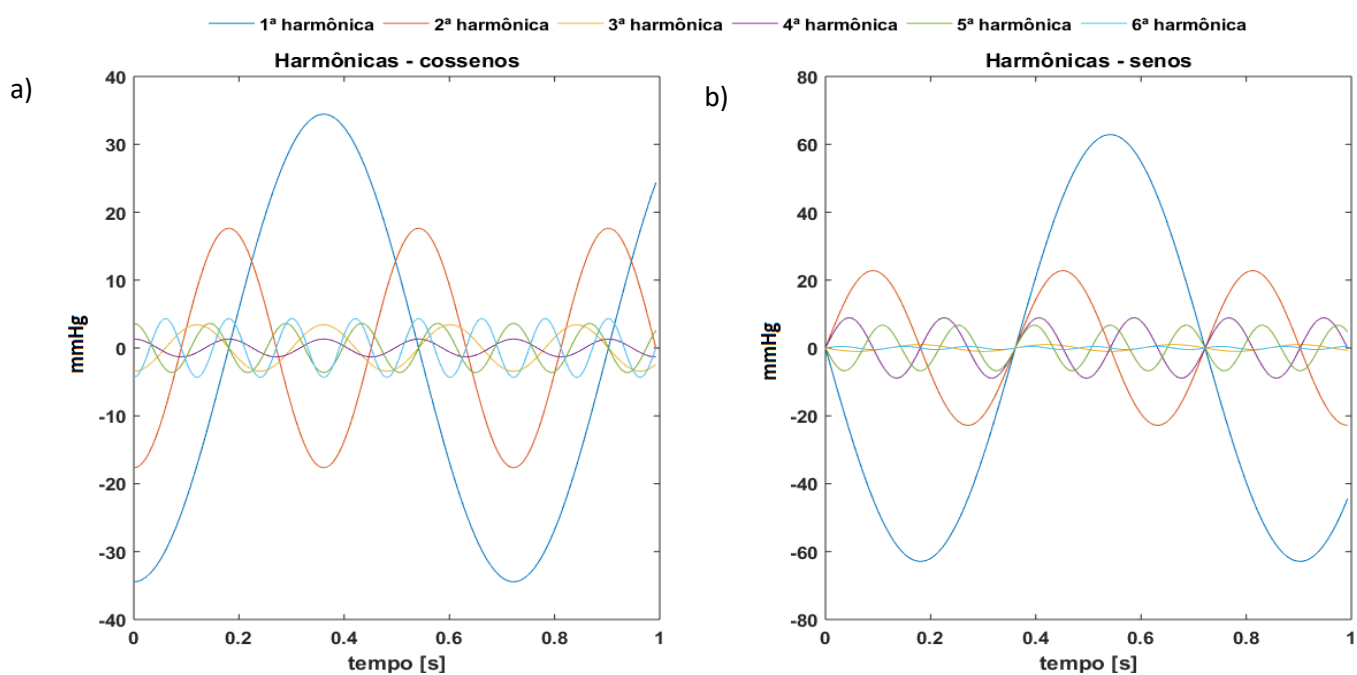 1ª harmônica 2ª harmônica 3ª harmônica 4ª harmônica 5ª harmônica 6ª harmônica
a)
Harmônicas - cossenos
40
30
20
10
0
-10
-20
-30
-40
mmHg
0 0.2 0.4 0.6 0.8 1
tempo [s]
b)
Harmônicas - senos
80
60
40
20
0
-20
-40
-60
-80
mmHg
0 0.2 0.4 0.6 0.8 1
tempo [s]